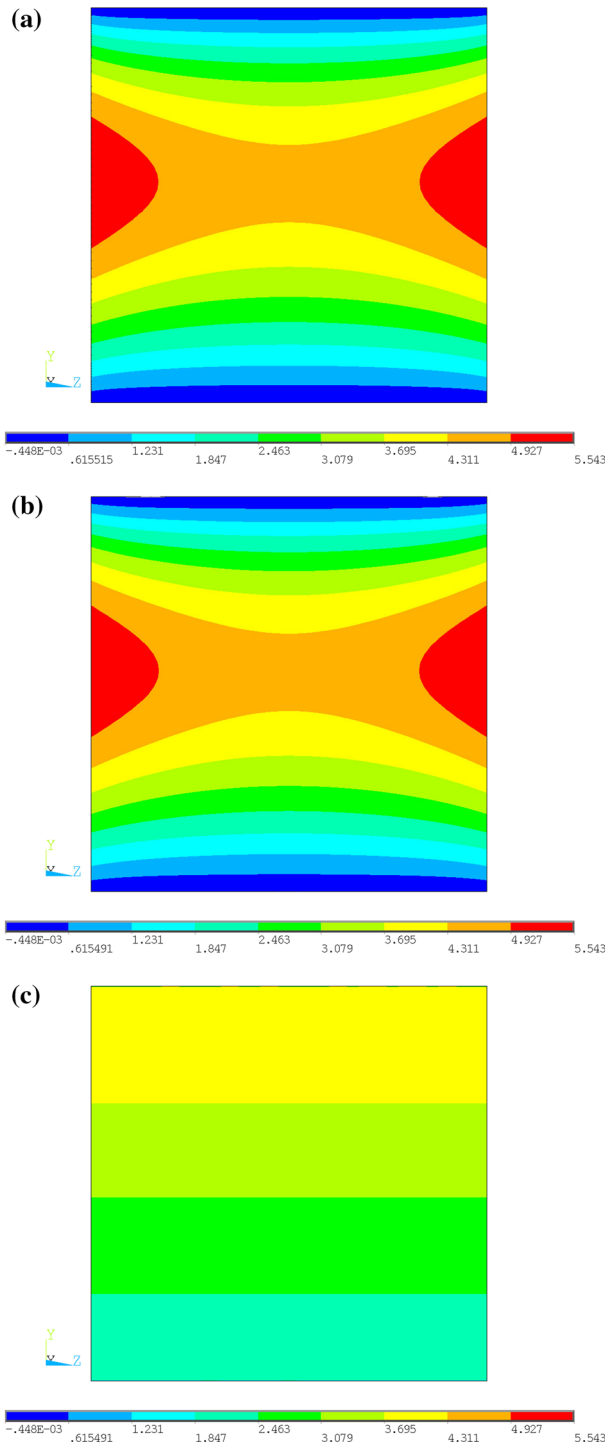 (a)
Y
X Z
-.448E-03 1.231 2.463 3.695 4.927
.615515 1.847 3.079 4.311 5.543
(b)
Y
X Z
-.448E-03 1.231 2.463 3.695 4.927
.615491 1.847 3.079 4.311 5.543
(c)
Y
X Z
-.448E-03 1.231 2.463 3.695 4.927
.615491 1.847 3.079 4.311 5.543